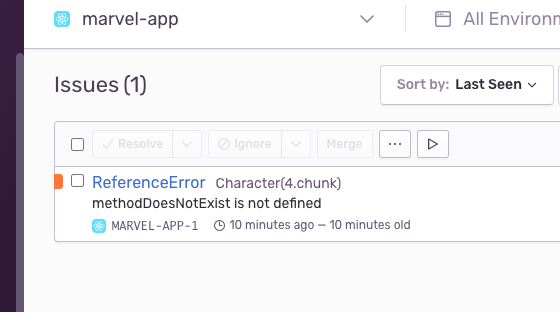 marvel-app
All Environm
Issues (1)
Sort by: Last Seen
Resolve
Ignore
Merge
ReferenceError Character(4.chunk)
methodDoesNotExist is not defined
MARVEL-APP-1
10 minutes ago — 10 minutes old